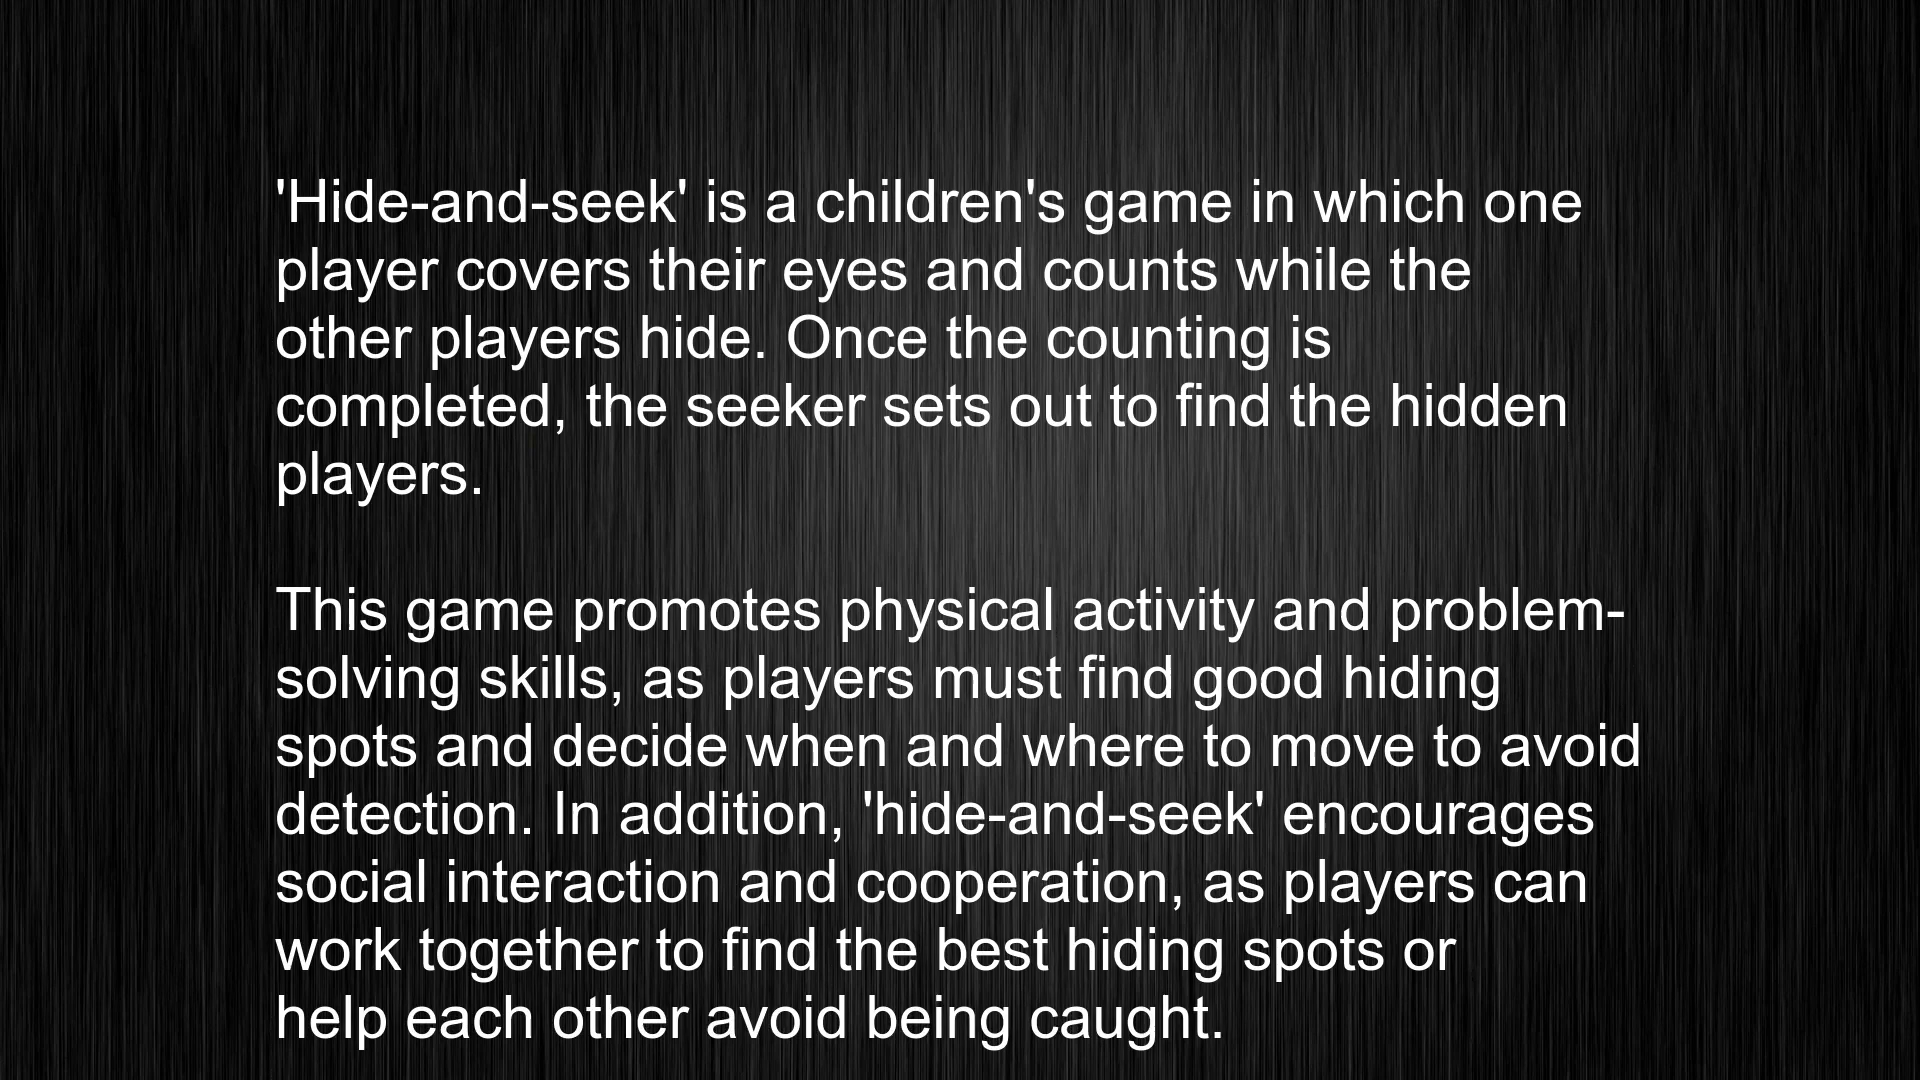 'Hide-and-seek' is a children's game in which one
player covers their eyes and counts while the
other players hide. Once the counting is
completed, the seeker sets out to find the hidden
players.
This game promotes physical activity and problem-
solving skills, as players must find good hiding
spots and decide when and where to move to avoid
detection. In addition, 'hide-and-seek' encourages
social interaction and cooperation, as players can
work together to find the best hiding spots or
help each other avoid being caught.